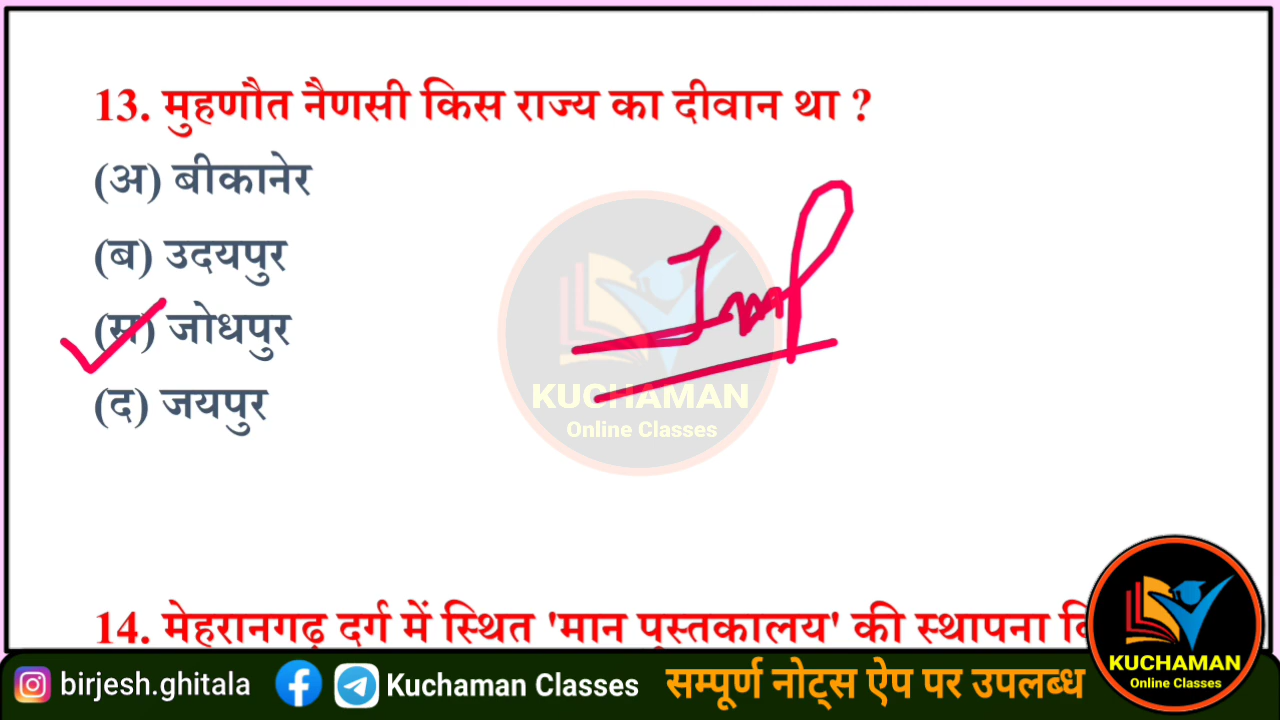 13. मुहणौत नैणसी किस राज्य का दीवान था ?
(अ) बीकानेर
(ब) उदयपुर
(स) जोधपुर
(द) जयपुर
Imp
KUCHAMAN
Online Classes
14. मेहरानगढ़ दुर्ग में स्थित 'मान पुस्तकालय' की स्थापना
KUCHAMAN
Online Classes
birjesh.ghitala Kuchaman Classes सम्पूर्ण नोट्स ऐप पर उपलब्ध